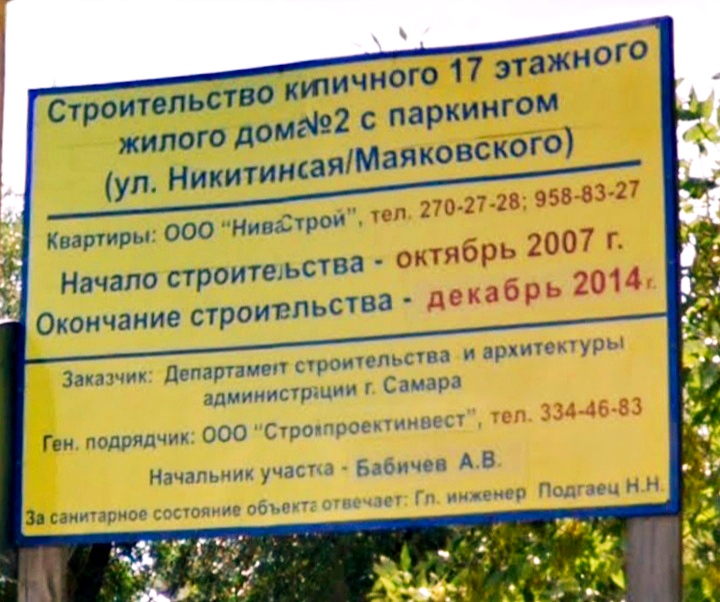 Строительство кипичного 17 этажного
жилого дома№2 с паркингом
(ул. Никитинсая/Маяковского)
Квартиры: ООО "НиваСтрой", тел. 270-27-28; 958-83-27
Начало строительства - октябрь 2007 г.
Окончание строительства - декабрь 2014г.
Заказчик: Департамент строительства и архитектуры
администрации г. Самара
Ген. подрядчик: ООО "Стройпроектинвест", тел. 334-46-83
Начальник участка - Бабичев А.В.
За санитарное состояние объекта отвечает: Гл. инженер Подгаец Н.Н.